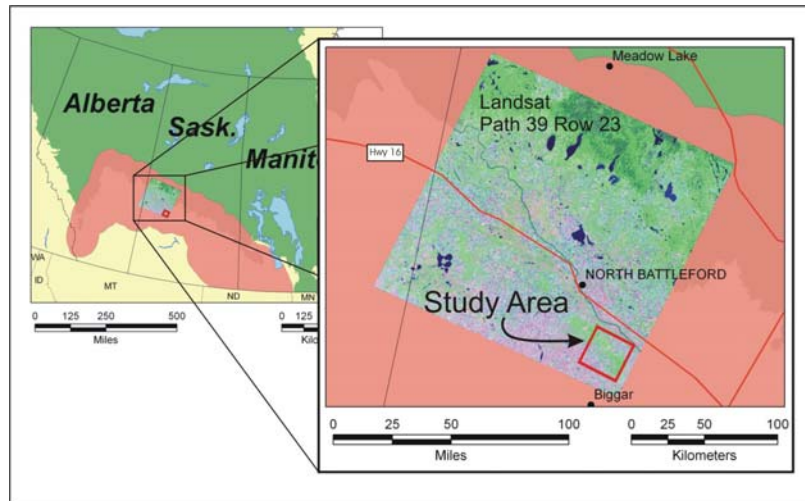 Alberta
Sask.
Manit
WA
ID
MT
ND
MN
0 125 250 500
Miles
0 125
Kilo
Meadow Lake
Landsat
Path 39 Row 23
Hwy 16
NORTH BATTLEFORD
Study Area
Biggar
0 25 50 100
Miles
0 25 50 100
Kilometers